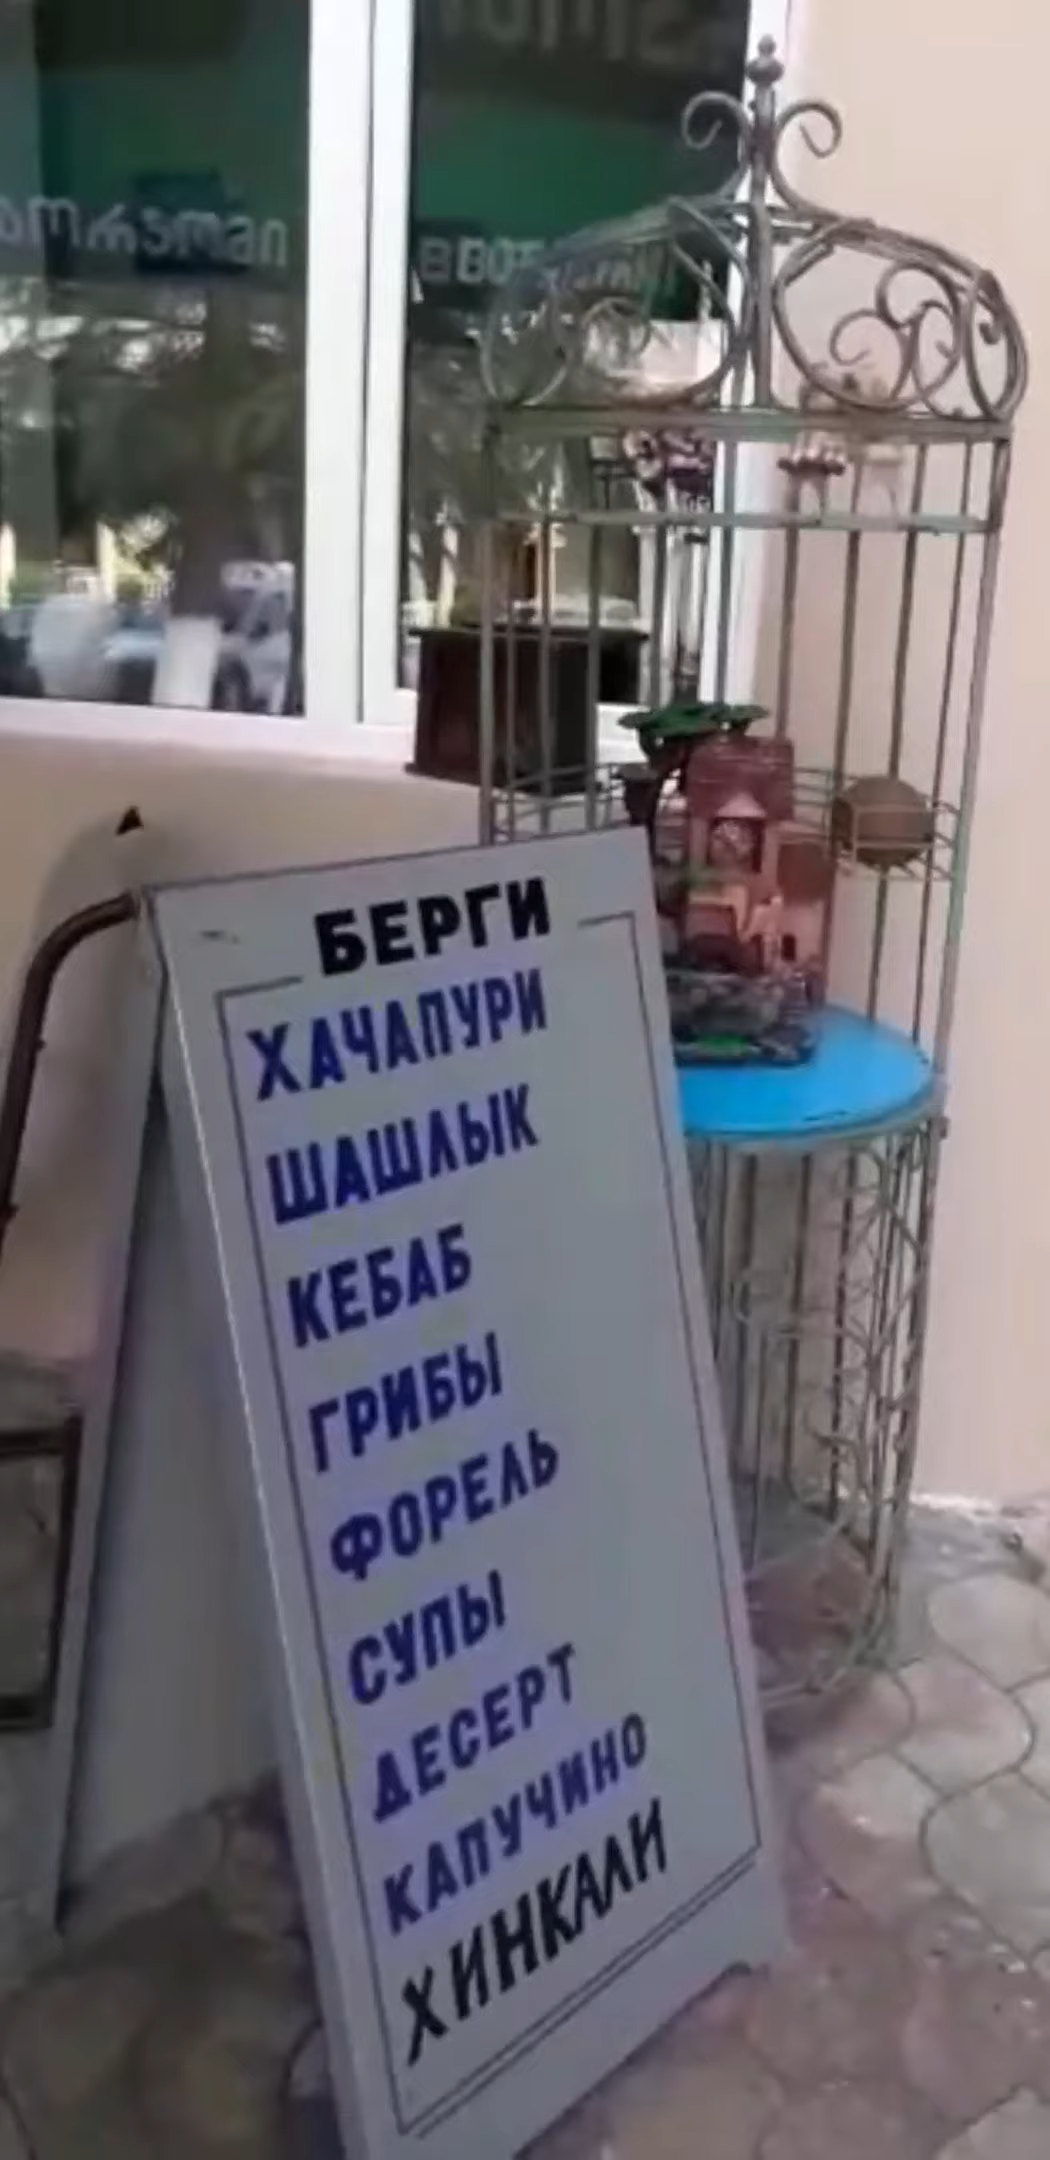 БЕРГИ
ХАЧАПУРИ
ШАШЛЫК
КЕБАБ
ГРИБЫ
ФОРЕЛЬ
СУПЫ
ДЕСЕРТ
КАПУЧИНО
ХИНКАЛИ